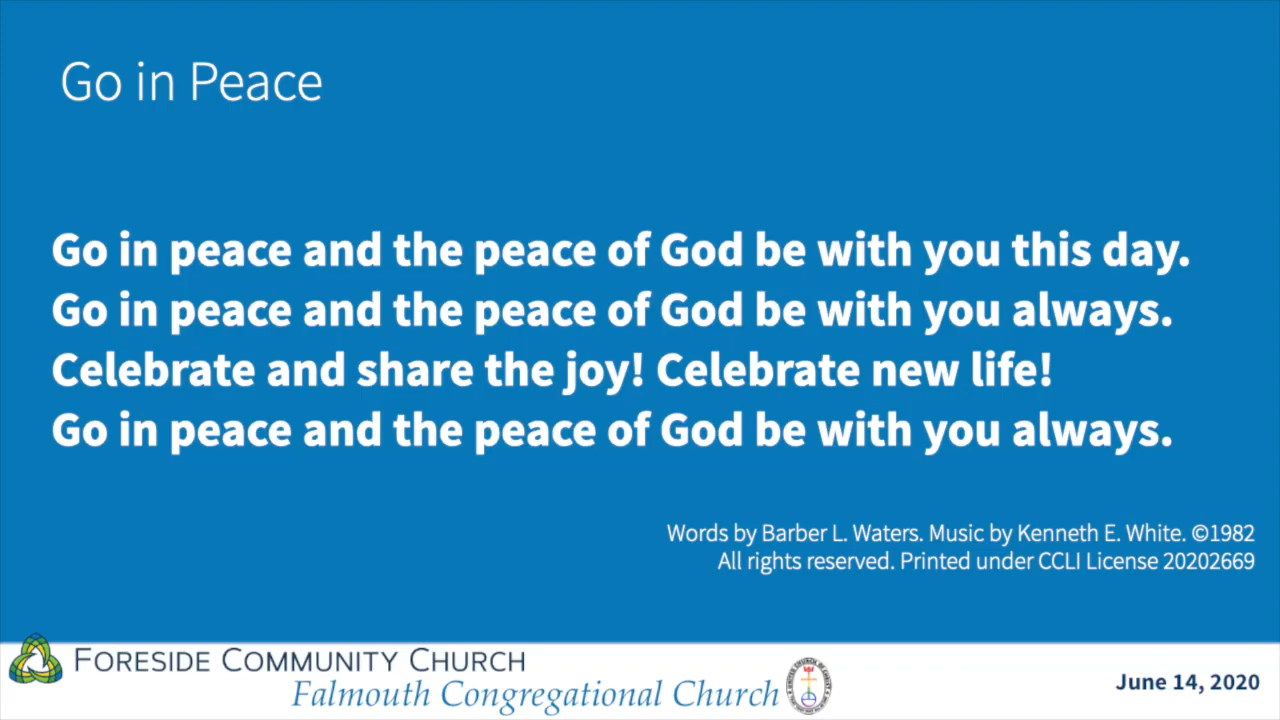 Go in Peace
Go in peace and the peace of God be with you this day.
Go in peace and the peace of God be with you always.
Celebrate and share the joy! Celebrate new life!
Go in peace and the peace of God be with you always.
Words by Barber L. Waters. Music by Kenneth E. White. ©1982
All rights reserved. Printed under CCLI License 20202669
FORESIDE COMMUNITY CHURCH
Falmouth Congregational Church
June 14, 2020